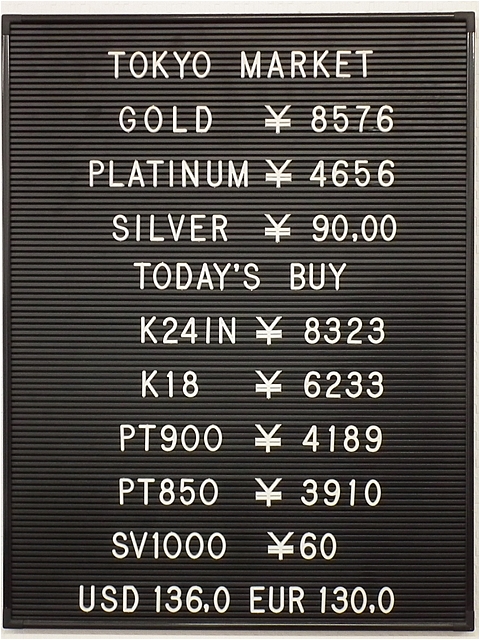 TOKYO MARKET
GOLD ¥ 8576
PLATINUM ¥ 4656
SILVER ¥ 90,00
TODAY'S BUY
K24IN ¥ 8323
K18 ¥ 6233
PT900 ¥ 4189
PT850 ¥ 3910
SV1000 ¥60
USD 136,0 EUR 130,0